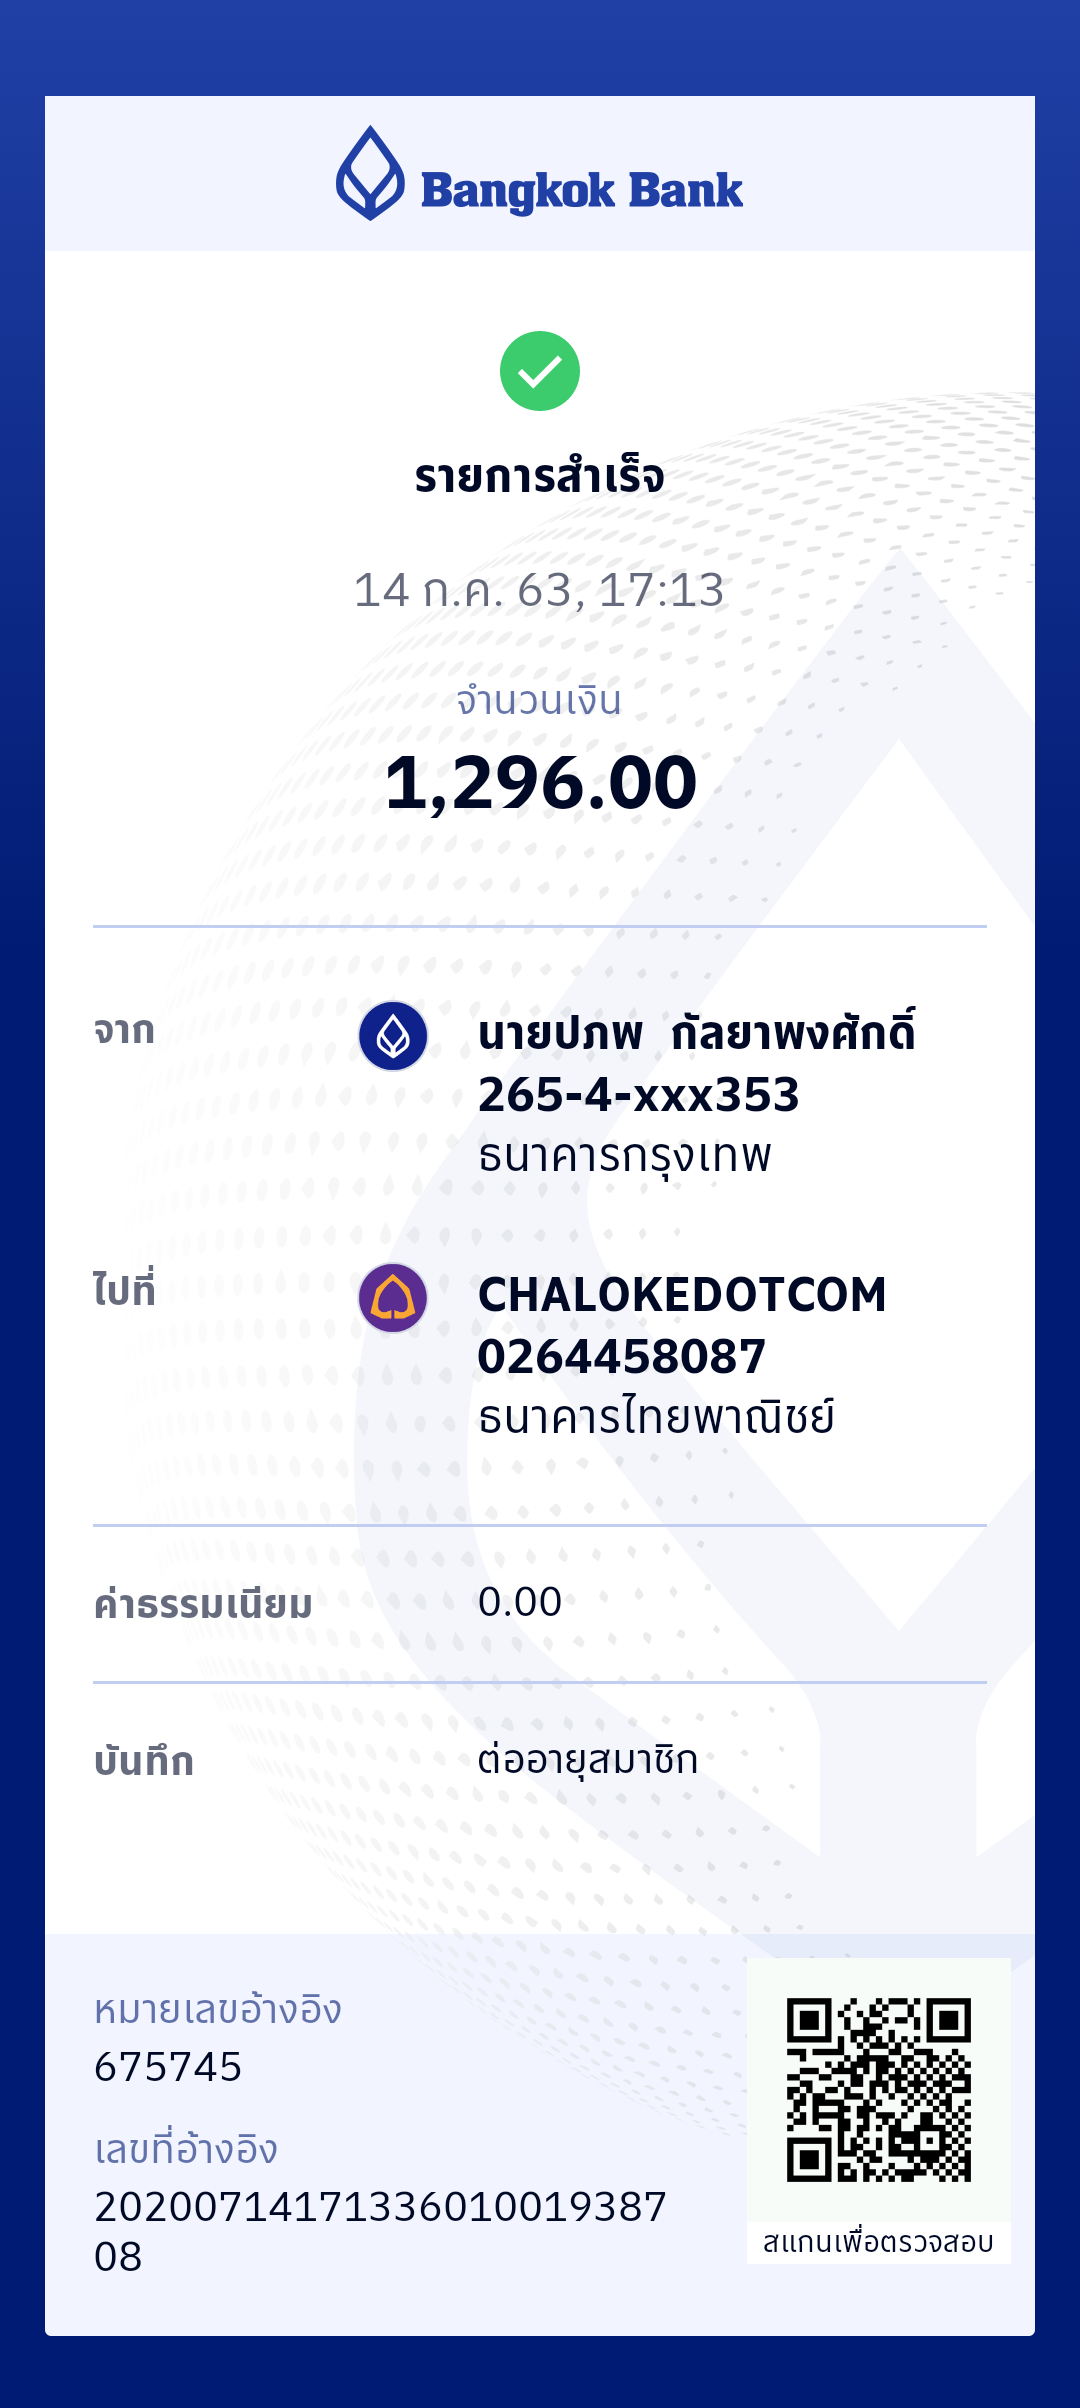 Bangkok Bank
รายการสำเร็จ
14 ก.ค. 63, 17:13
จำนวนเงิน
1,296.00
จาก
นายปภพ กัลยาพงศักดิ์
265-4-xxx353
ธนาคารกรุงเทพ
ไปที่
CHALOKEDOTCOM
0264458087
ธนาคารไทยพาณิชย์
ค่าธรรมเนียม 0.00
บันทึก ต่ออายุสมาชิก
หมายเลขอ้างอิง
675745
เลขที่อ้างอิง
20200714171336010019387
08
สแกนเพื่อตรวจสอบ